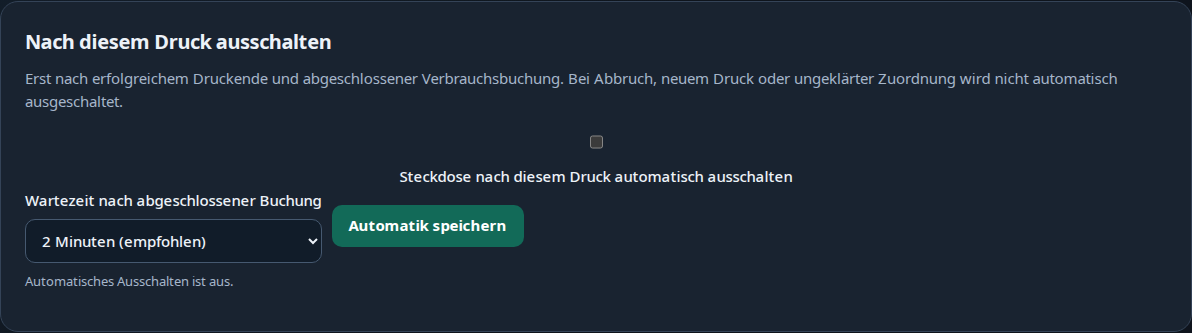 Nach diesem Druck ausschalten
Erst nach erfolgreichem Druckende und abgeschlossener Verbrauchsbuchung. Bei Abbruch, neuem Druck oder ungeklärter Zuordnung wird nicht automatisch
ausgeschaltet.
Steckdose nach diesem Druck automatisch ausschalten
Wartezeit nach abgeschlossener Buchung
2 Minuten (empfohlen)
Automatik speichern
Automatisches Ausschalten ist aus.